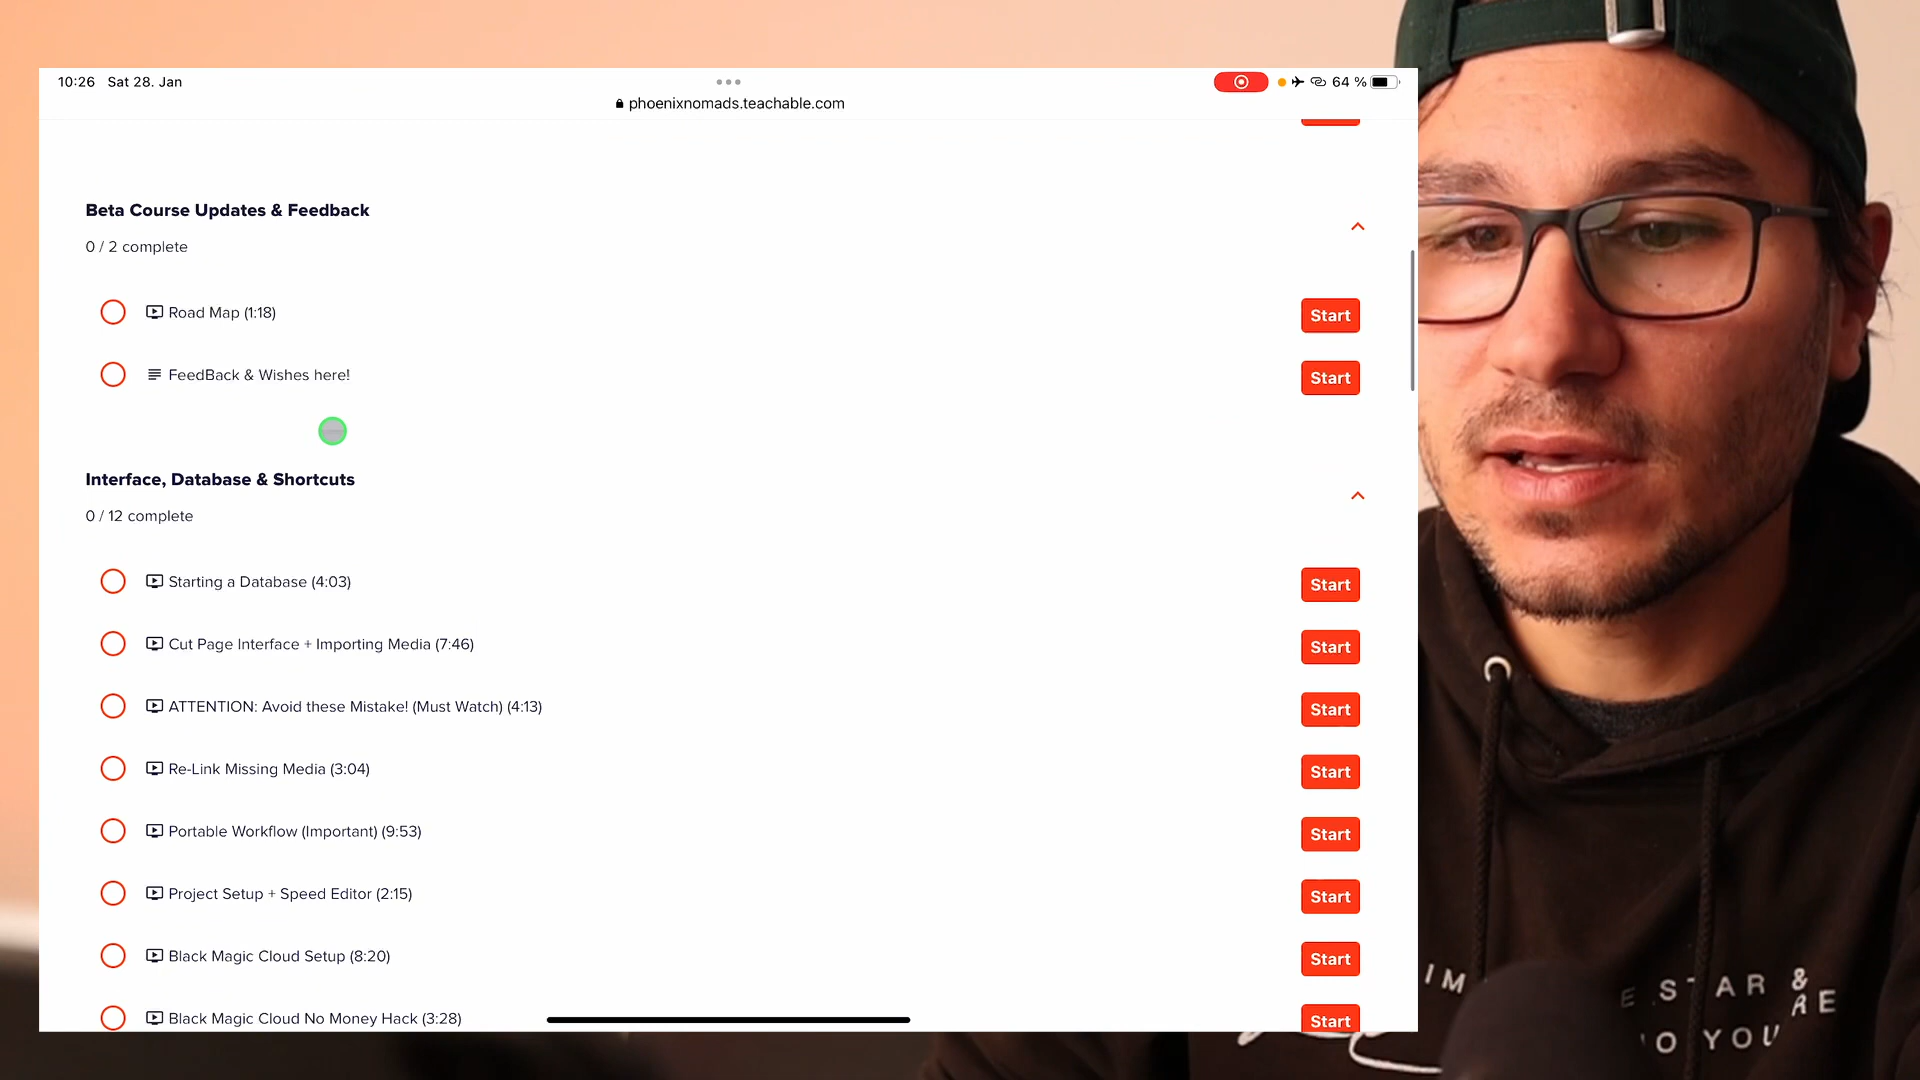 10:26 Sat 28. Jan
64 %
phoenixnomads.teachable.com
Beta Course Updates & Feedback
0 / 2 complete
Road Map (1:18)
Start
FeedBack & Wishes here!
Start
Interface, Database & Shortcuts
0 / 12 complete
Starting a Database (4:03)
Start
Cut Page Interface + Importing Media (7:46)
Start
ATTENTION: Avoid these Mistake! (Must Watch) (4:13)
Start
Re-Link Missing Media (3:04)
Start
Portable Workflow (Important) (9:53)
Start
Project Setup + Speed Editor (2:15)
Start
Black Magic Cloud Setup (8:20)
Start
Black Magic Cloud No Money Hack (3:28)
Start
STAR &
YOU